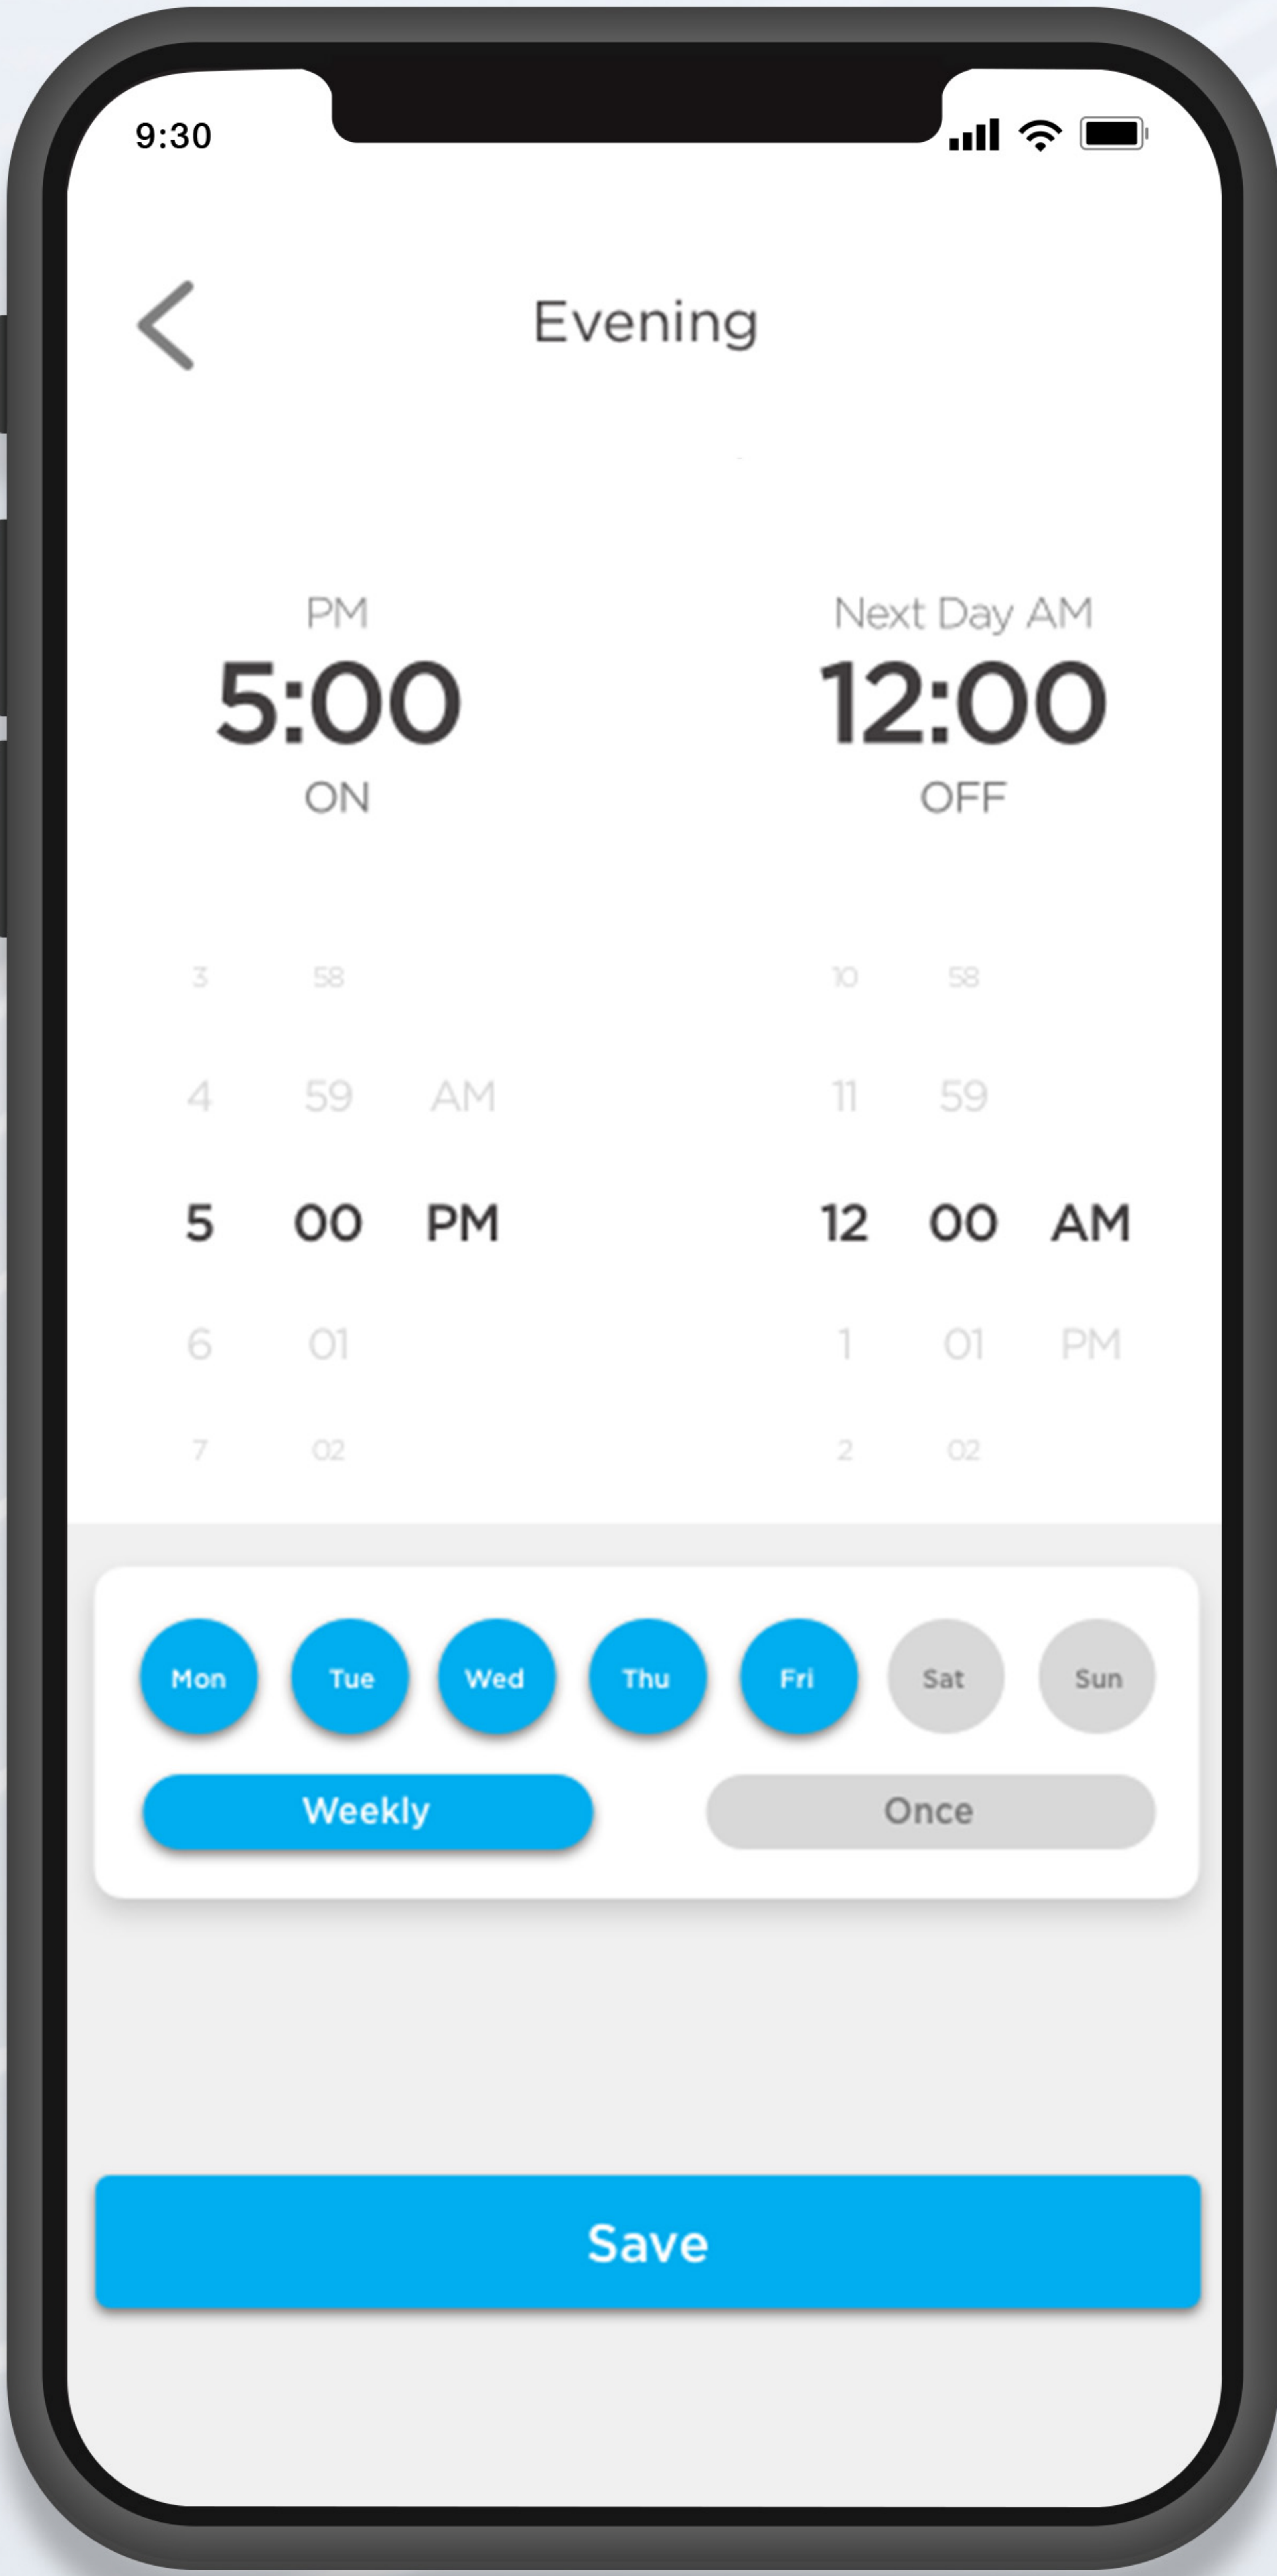 9:30
Evening
PM Next Day AM
5:00 12:00
ON OFF
3 58 10 58
4 59 AM 11 59
5 00 PM 12 00 AM
6 01 1 01 PM
7 02 2 02
Mon Tue Wed Thu Fri Sat Sun
Weekly Once
Save